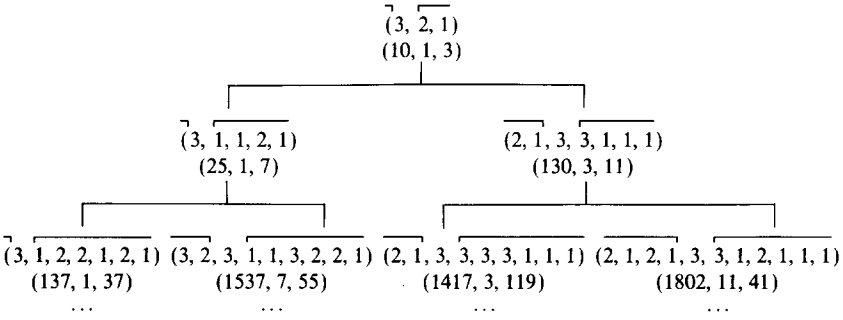 (3, 2, 1)
(10, 1, 3)
(3, 1, 1, 2, 1)
(2, 1, 3, 3, 1, 1, 1)
(25, 1, 7)
(130, 3, 11)
(3, 1, 2, 2, 1, 2, 1)
(3, 2, 3, 1, 1, 3, 2, 2, 1)
(2, 1, 3, 3, 3, 3, 1, 1, 1)
(2, 1, 2, 1, 3, 3, 1, 2, 1, 1, 1)
(137, 1, 37)
(1537, 7, 55)
(1417, 3, 119)
(1802, 11, 41)
... ... ... ...